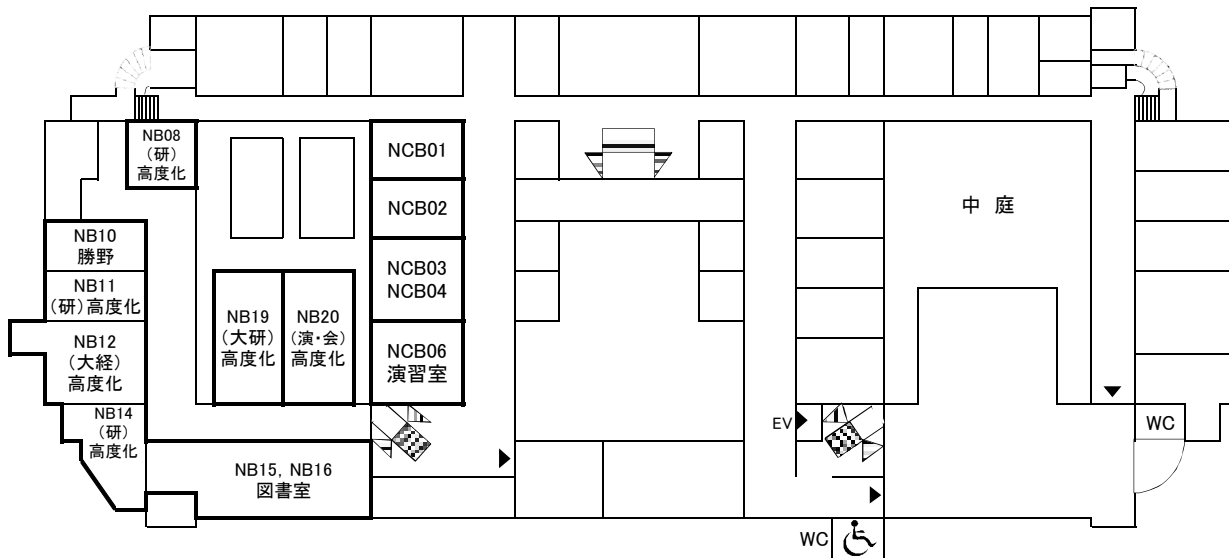 NB08
(研)
高度化
NCB01
NCB02
NCB03
NCB04
NCB06
演習室
中 庭
NB10
勝野
NB11
(研)高度化
NB12
(大経)
高度化
NB14
(研)
高度化
NB19
(大研)
高度化
NB20
(演・会)
高度化
NB15, NB16
図書室
EV
WC
WC